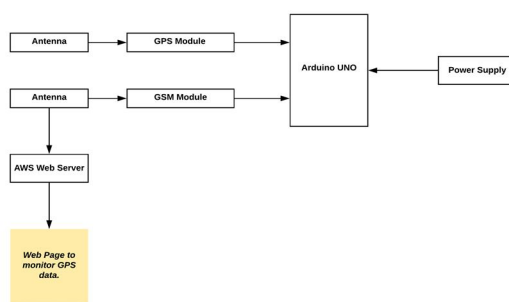 Antenna
GPS Module
Arduino UNO
Power Supply
Antenna
GSM Module
AWS Web Server
Web Page to
monitor GPS
data.